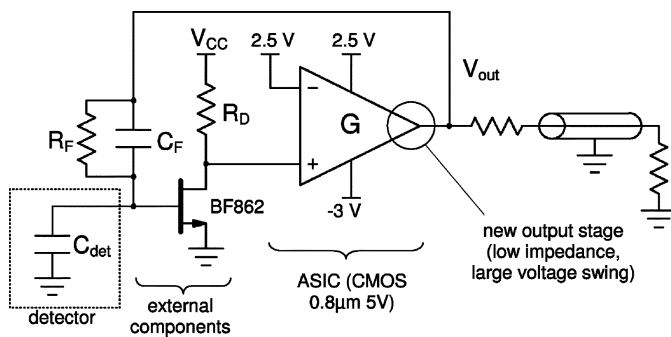 V_CC
2.5 V
2.5 V
V_out
R_F
C_F
R_D
−
G
+
BF862
-3 V
C_det
detector
external
components
ASIC (CMOS
0.8µm 5V)
new output stage
(low impedance,
large voltage swing)